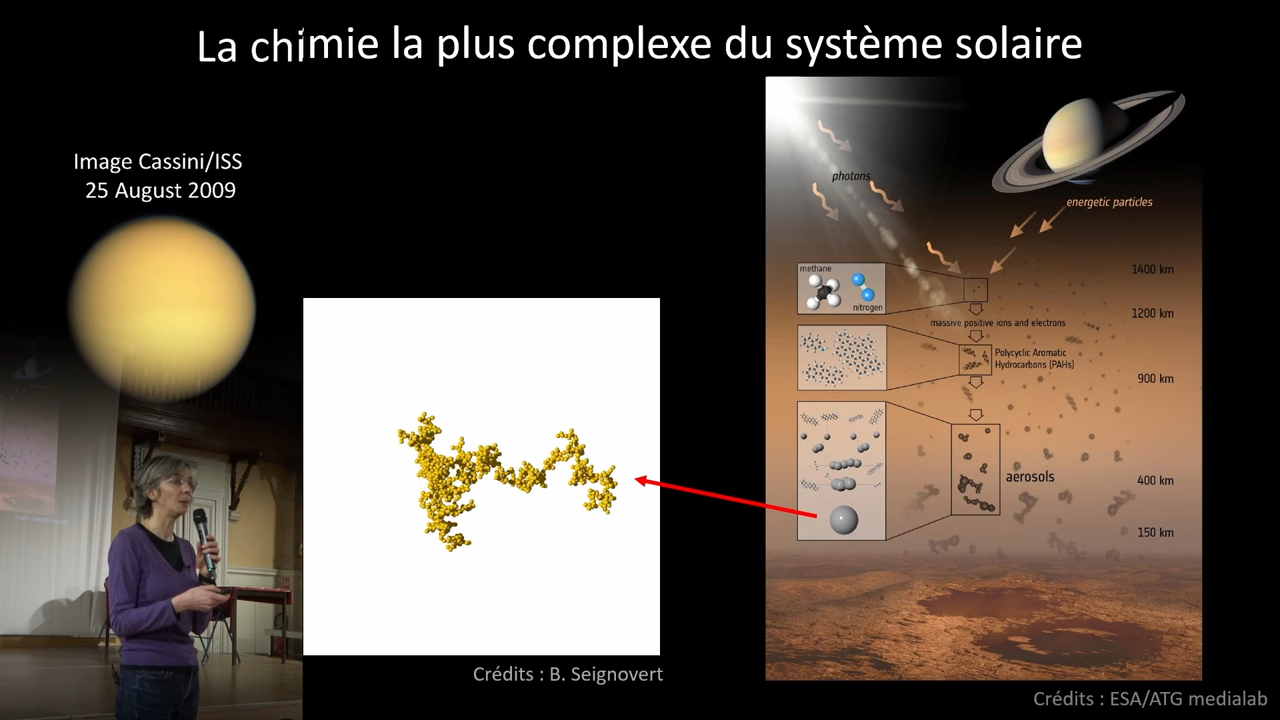 La chimie la plus complexe du système solaire
Image Cassini/ISS
25 August 2009
photons
energetic particles
methane
nitrogen
1400 km
1200 km
massive positive ions and electrons
Polycyclic Aromatic
Hydrocarbons (PAHs)
900 km
aerosols
400 km
150 km
Crédits : B. Seignovert
Crédits : ESA/ATG medialab